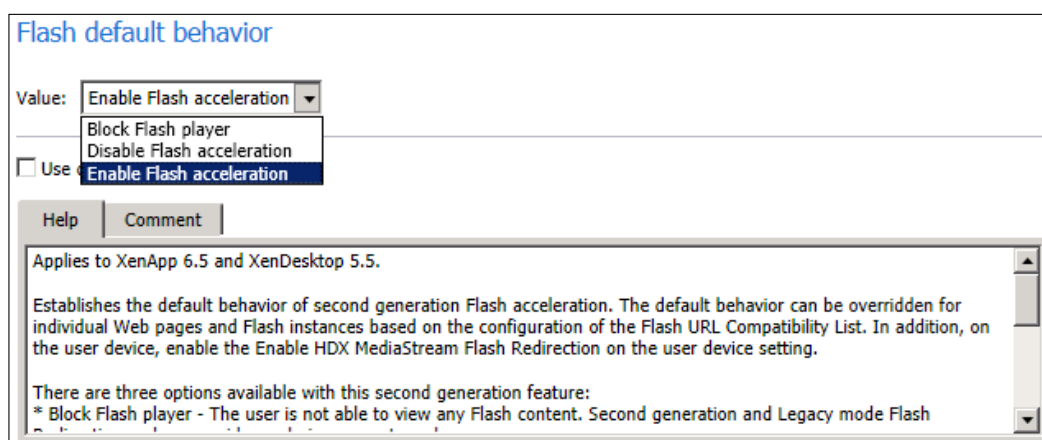 Flash default behavior
Value: Enable Flash acceleration
Block Flash player
Disable Flash acceleration
Use
Enable Flash acceleration
Help Comment
Applies to XenApp 6.5 and XenDesktop 5.5.
Establishes the default behavior of second generation Flash acceleration. The default behavior can be overridden for
individual Web pages and Flash instances based on the configuration of the Flash URL Compatibility List. In addition, on
the user device, enable the Enable HDX MediaStream Flash Redirection on the user device setting.
There are three options available with this second generation feature:
* Block Flash player - The user is not able to view any Flash content. Second generation and Legacy mode Flash